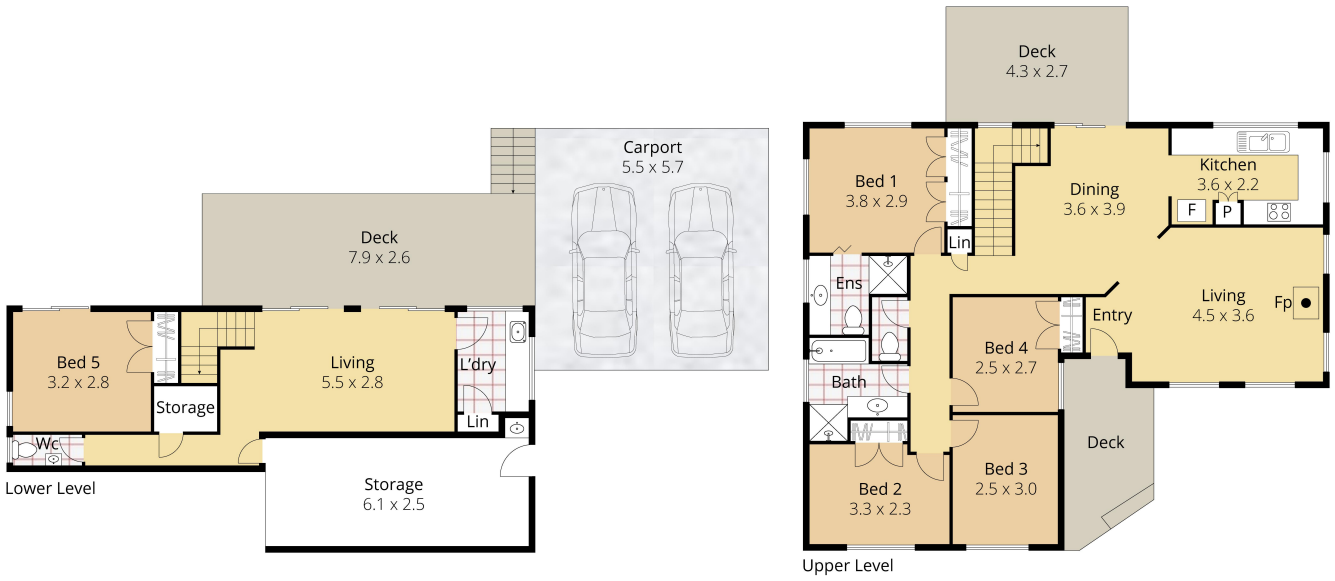 Carport
5.5 x 5.7
Deck
7.9 x 2.6
Bed 5
3.2 x 2.8
Living
5.5 x 2.8
L'dry
Storage
Lin
Wc
Storage
6.1 x 2.5
Lower Level
Deck
4.3 x 2.7
Bed 1
3.8 x 2.9
Dining
3.6 x 3.9
Kitchen
3.6 x 2.2
F
P
Lin
Ens
Living
4.5 x 3.6
Fp
Entry
Bed 4
2.5 x 2.7
Bath
Deck
Bed 3
2.5 x 3.0
Bed 2
3.3 x 2.3
Upper Level